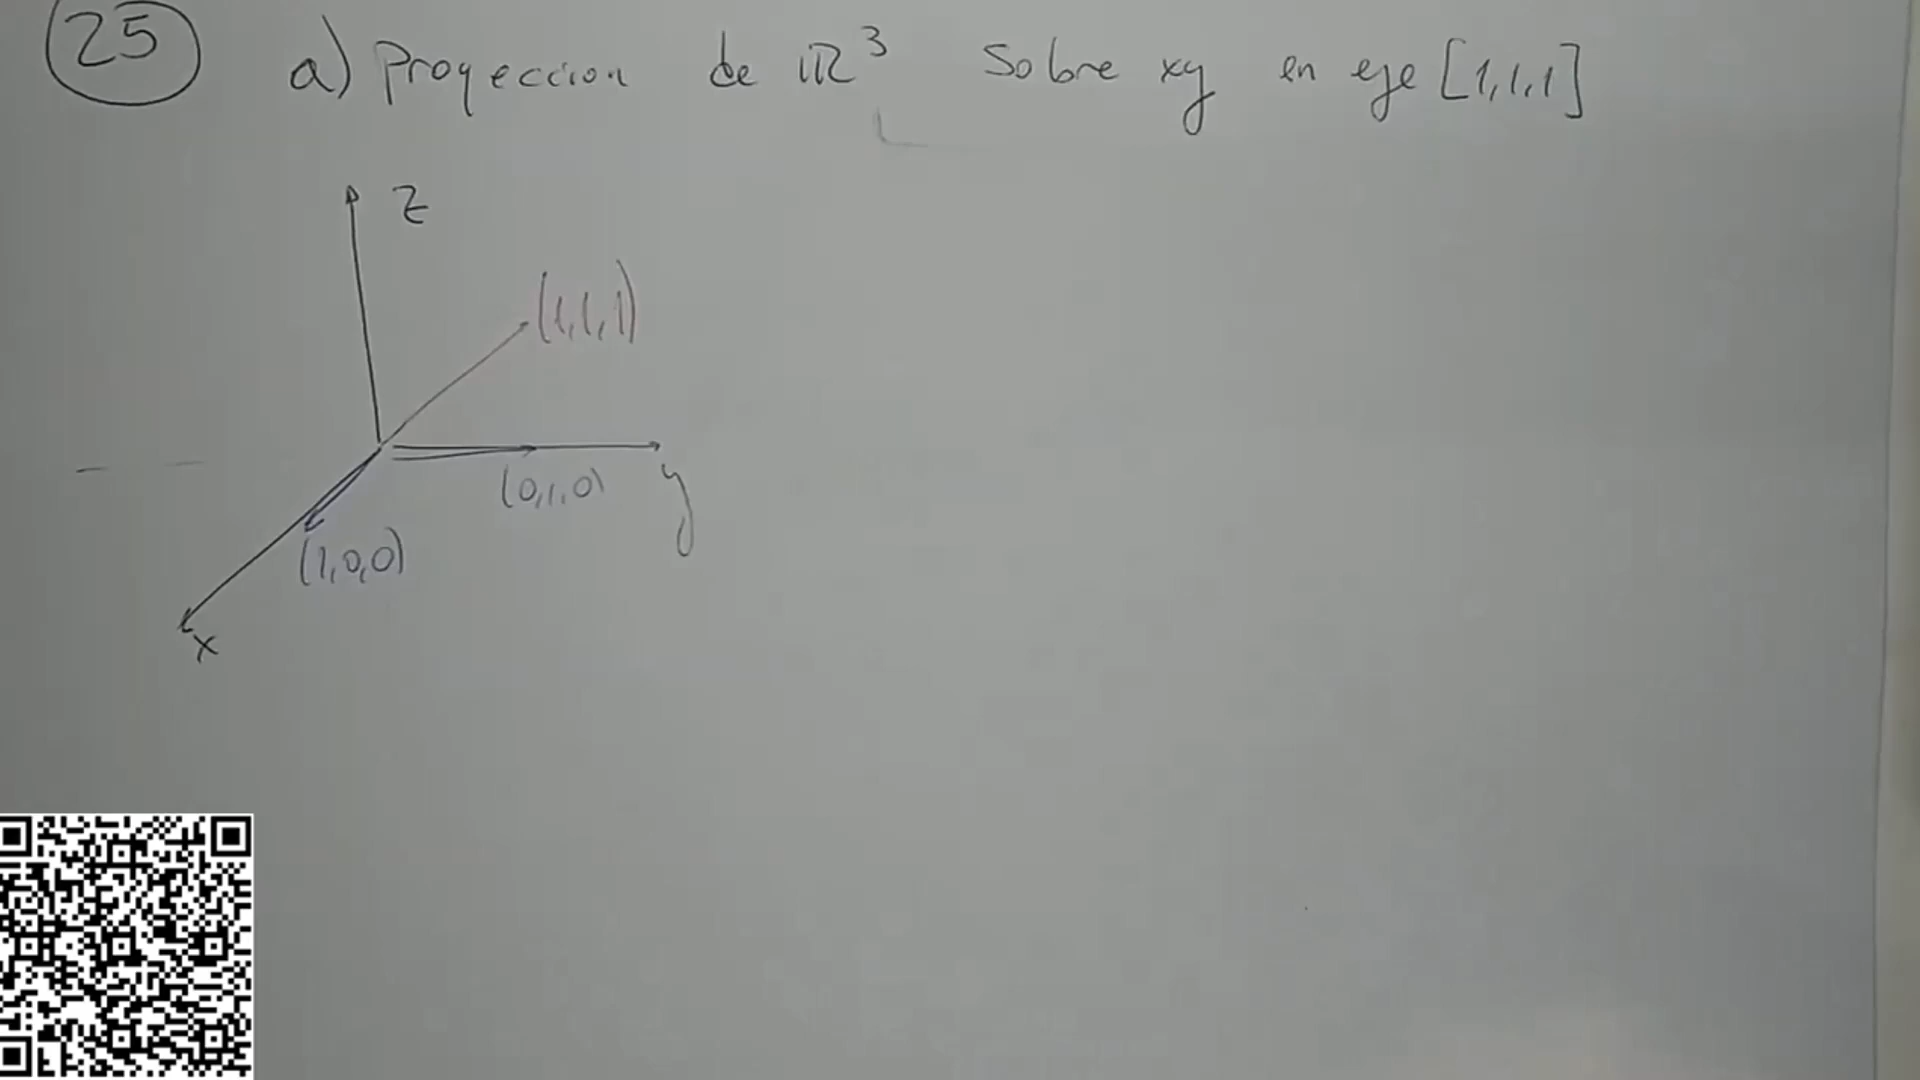 25 a) Proyeccion de ℝ³ Sobre xy en eje [1,1,1]
z
(1,1,1)
(0,1,0) y
(1,0,0)
x